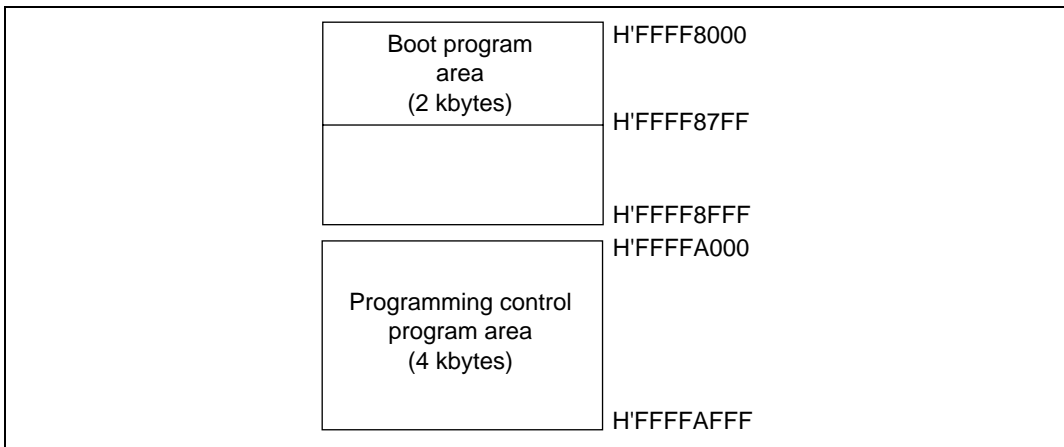 Boot program
area
(2 kbytes)
H'FFFF8000
H'FFFF87FF
H'FFFF8FFF
H'FFFFA000
Programming control
program area
(4 kbytes)
H'FFFFAFFF